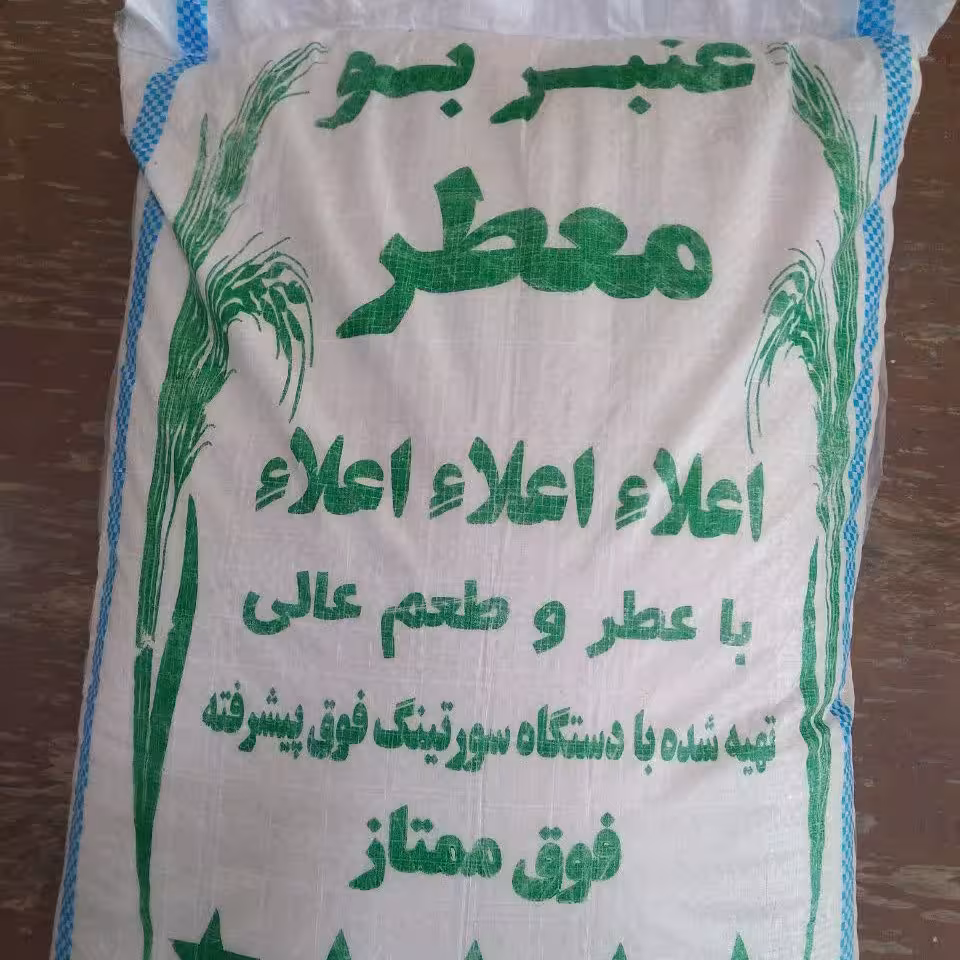 عنبر بو
معطر
اعلاءِ اعلاءِ اعلاءِ
با عطر و طعم عالی
تهیه شده با دستگاه سورتینگ فوق پیشرفته
فوق ممتاز